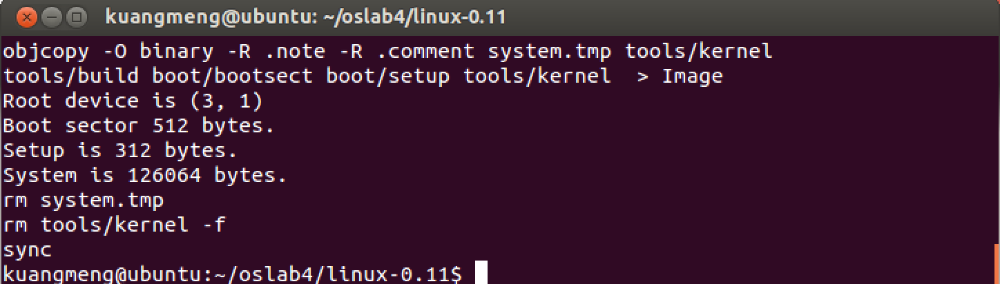 kuangmeng@ubuntu: ~/oslab4/linux-0.11
objcopy -O binary -R .note -R .comment system.tmp tools/kernel
tools/build boot/bootsect boot/setup tools/kernel  > Image
Root device is (3, 1)
Boot sector 512 bytes.
Setup is 312 bytes.
System is 126064 bytes.
rm system.tmp
rm tools/kernel -f
sync
kuangmeng@ubuntu:~/oslab4/linux-0.11$